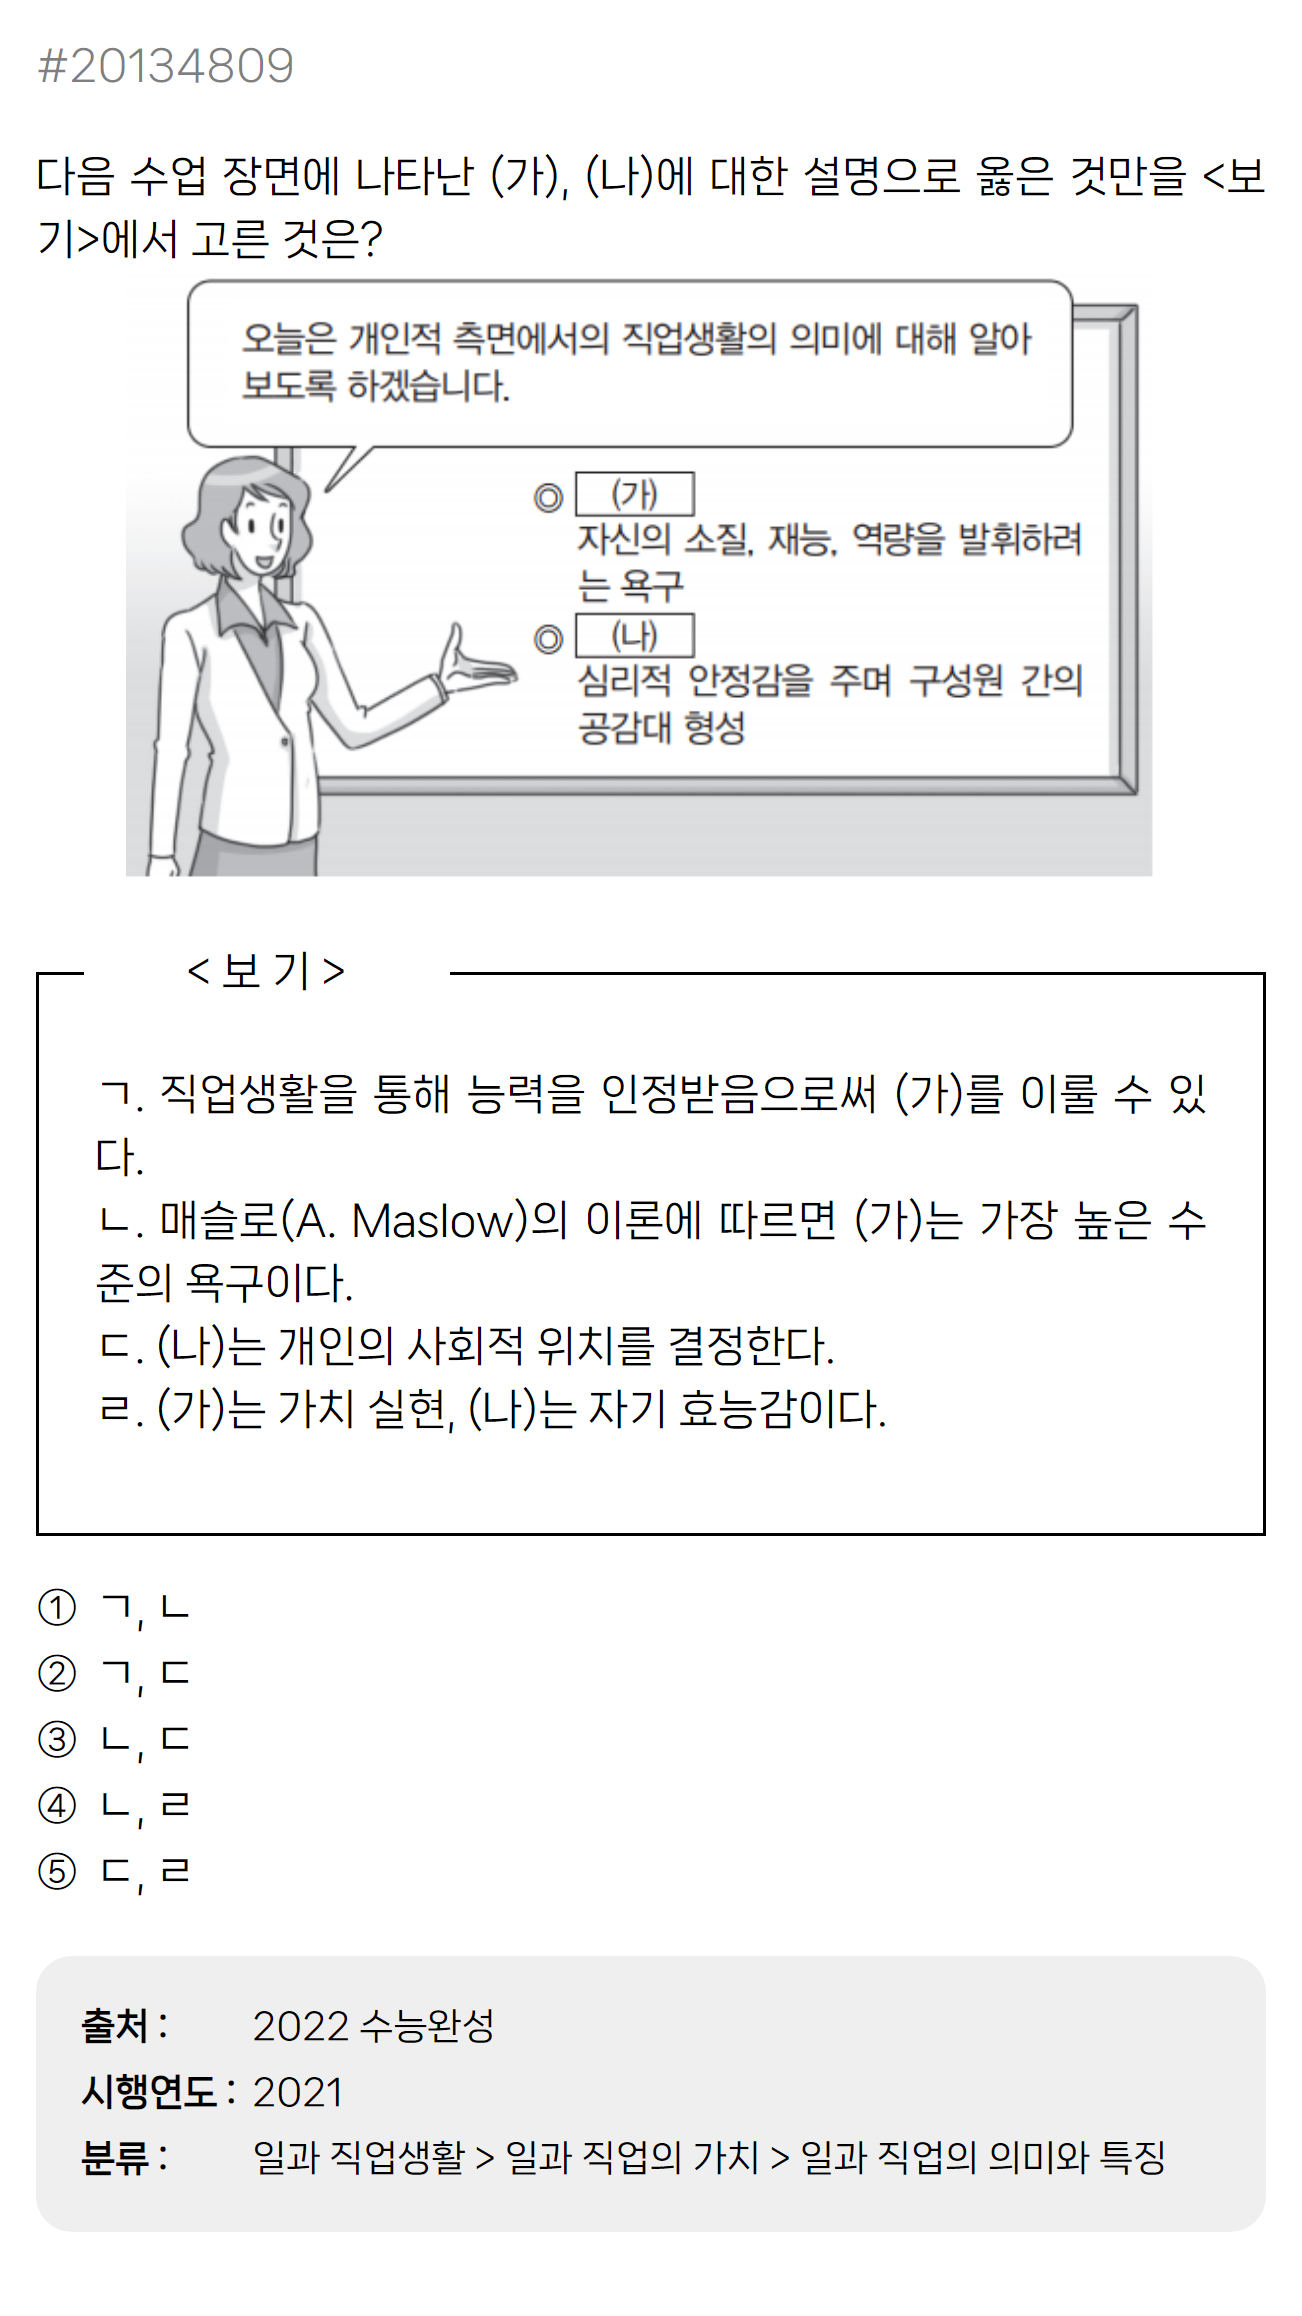 #20134809
다음 수업 장면에 나타난 (가), (나)에 대한 설명으로 옳은 것만을 <보
기>에서 고른 것은?
오늘은 개인적 측면에서의 직업생활의 의미에 대해 알아
보도록 하겠습니다.
◎ (가)
자신의 소질, 재능, 역량을 발휘하려
는 욕구
◎ (나)
심리적 안정감을 주며 구성원 간의
공감대 형성
< 보 기 >
ㄱ. 직업생활을 통해 능력을 인정받음으로써 (가)를 이룰 수 있
다.
ㄴ. 매슬로(A. Maslow)의 이론에 따르면 (가)는 가장 높은 수
준의 욕구이다.
ㄷ. (나)는 개인의 사회적 위치를 결정한다.
ㄹ. (가)는 가치 실현, (나)는 자기 효능감이다.
① ㄱ, ㄴ
② ㄱ, ㄷ
③ ㄴ, ㄷ
④ ㄴ, ㄹ
⑤ ㄷ, ㄹ
출처 : 2022 수능완성
시행연도 : 2021
분류 : 일과 직업생활 > 일과 직업의 가치 > 일과 직업의 의미와 특징